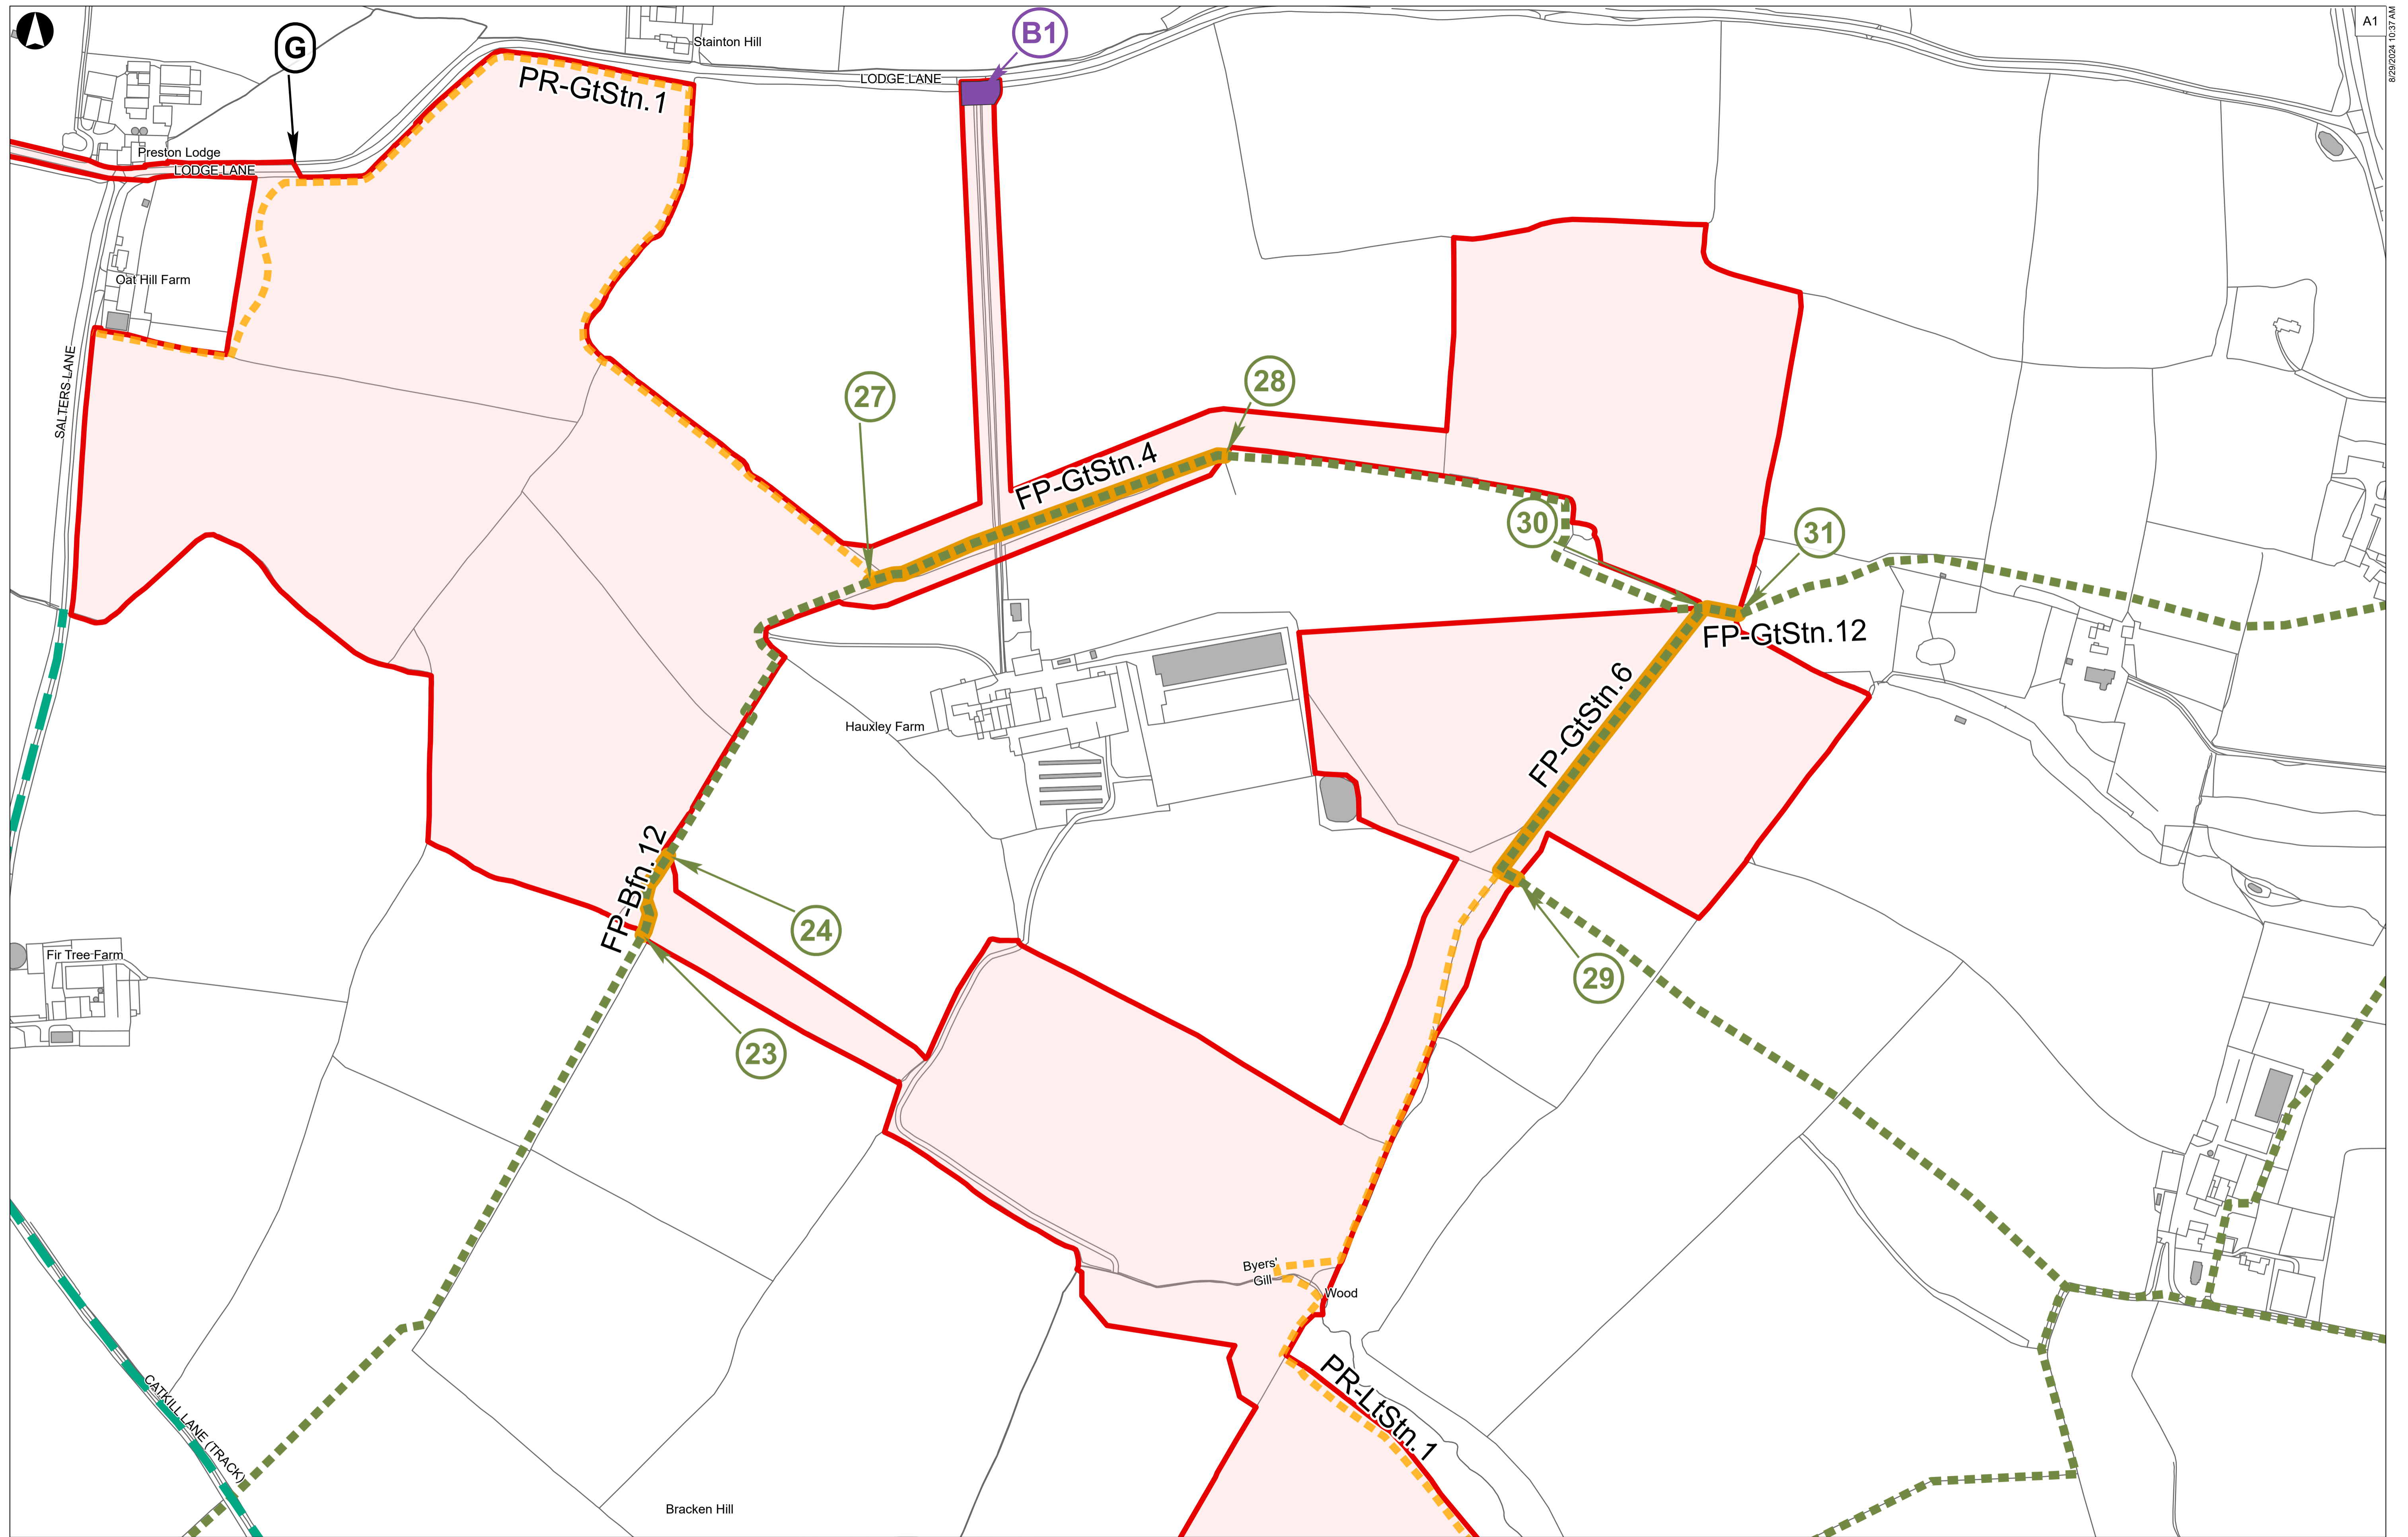 A1
8/29/2024 10:37 AM
B1
G
Stainton Hill
LODGE LANE
PR-GtStn.1
Preston Lodge
LODGE LANE
Oat Hill Farm
SALTERS LANE
27
28
FP-GtStn.4
30
31
FP-GtStn.12
FP-GtStn.6
Hauxley Farm
FP-Bfn.12
24
23
29
Fir Tree Farm
Byers'
Gill
Wood
PR-LtStn.1
CATKILL LANE (TRACK)
Bracken Hill